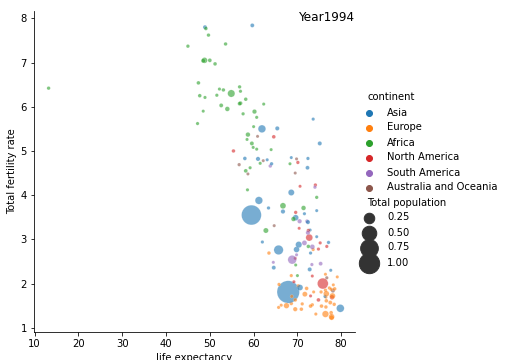 Year1994
8
7
6
5
4
3
2
1
Total fertility rate
10 20 30 40 50 60 70 80
life expectancy
continent
Asia
Europe
Africa
North America
South America
Australia and Oceania
Total population
0.25
0.50
0.75
1.00